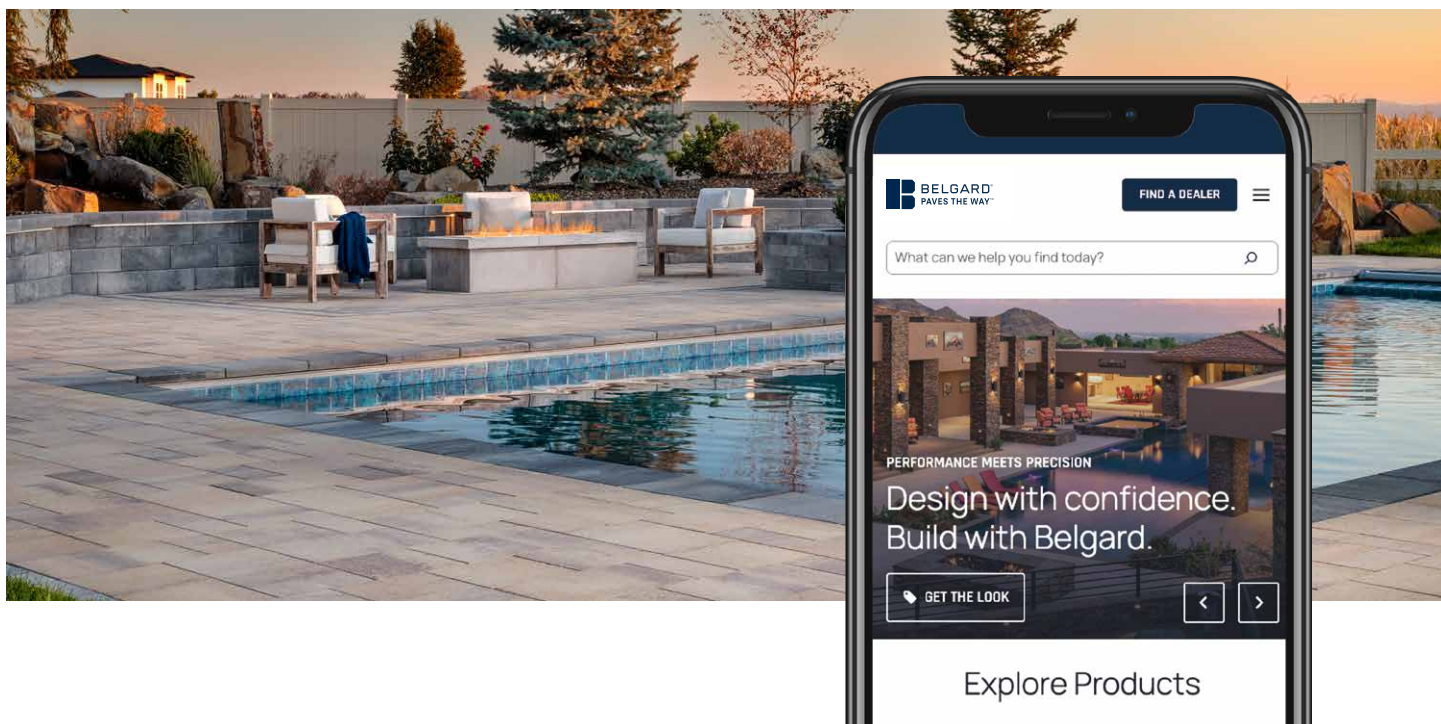 BELGARD®
PAVES THE WAY™
FIND A DEALER
What can we help you find today?
PERFORMANCE MEETS PRECISION
Design with confidence.
Build with Belgard.
GET THE LOOK
Explore Products